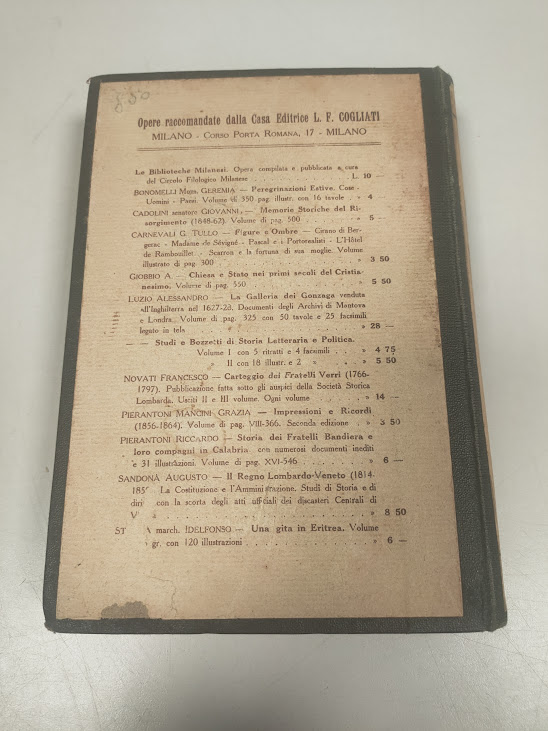 8.50
Opere raccomandate dalla Casa Editrice L. F. COGLIATI
MILANO - CORSO PORTA ROMANA, 17 - MILANO
Le Biblioteche Milanesi. Opera compilata e pubblicata a cura
del Circolo Filologico Milanese . . . . . . . . . L. 10 —
BONOMELLI Mons. GEREMIA — Peregrinazioni Estive. Cose -
Uomini - Paesi. Volume di 350 pag. illustr. con 16 tavole . » 4 —
CADOLINI senatore GIOVANNI. — Memorie Storiche del Ri-
sorgimento (1848-62). Volume di pag. 500 . . . . . . » 5 —
CARNEVALI G. TULLO — Figure e Ombre — Cirano di Ber-
gerac - Madame de Sévigné - Pascal e i Portorealisti - L'Hôtel
de Rambouillet - Scarron e la fortuna di sua moglie. Volume
illustrato di pag. 300 . . . . . . . . . . . » 3 50
GIOBBIO A. — Chiesa e Stato nei primi secoli del Cristia-
nesimo. Volume di pag. 550 . . . . . . . . . . » 5 50
LUZIO ALESSANDRO — La Galleria dei Gonzaga venduta
all'Inghilterra nel 1627-28. Documenti degli Archivi di Mantova
e Londra. Volume di pag. 325 con 50 tavole e 25 facsimili
legato in tela . . . . . . . . . . . . . » 28 —
— — Studi e Bozzetti di Storia Letteraria e Politica.
Volume I con 5 ritratti e 4 facsimili . . » 4 75
» II con 18 illustr. e 2 » . . » 5 50
NOVATI FRANCESCO — Carteggio dei Fratelli Verri (1766-
1797). Pubblicazione fatta sotto gli auspici della Società Storica
Lombarda. Usciti II e III volume. Ogni volume . . . . » 14 —
PIERANTONI MANCINI GRAZIA — Impressioni e Ricordi
(1856-1864). Volume di pag. VIII-366. Seconda edizione . » 3 50
PIERANTONI RICCARDO — Storia dei Fratelli Bandiera e
loro compagni in Calabria con numerosi documenti inediti
e 31 illustrazioni. Volume di pag. XVI-546 . . . . . » 6 —
SANDONÀ AUGUSTO — Il Regno Lombardo-Veneto (1814-
185 La Costituzione e l'Amministrazione. Studi di Storia e di
diri con la scorta degli atti officiali dei dicasteri Centrali di
V . . . . . . . . . . . . . » 8 50
ST A march. ILDELFONSO — Una gita in Eritrea. Volume
gr. con 120 illustrazioni . . . . . . . . . » 6 —